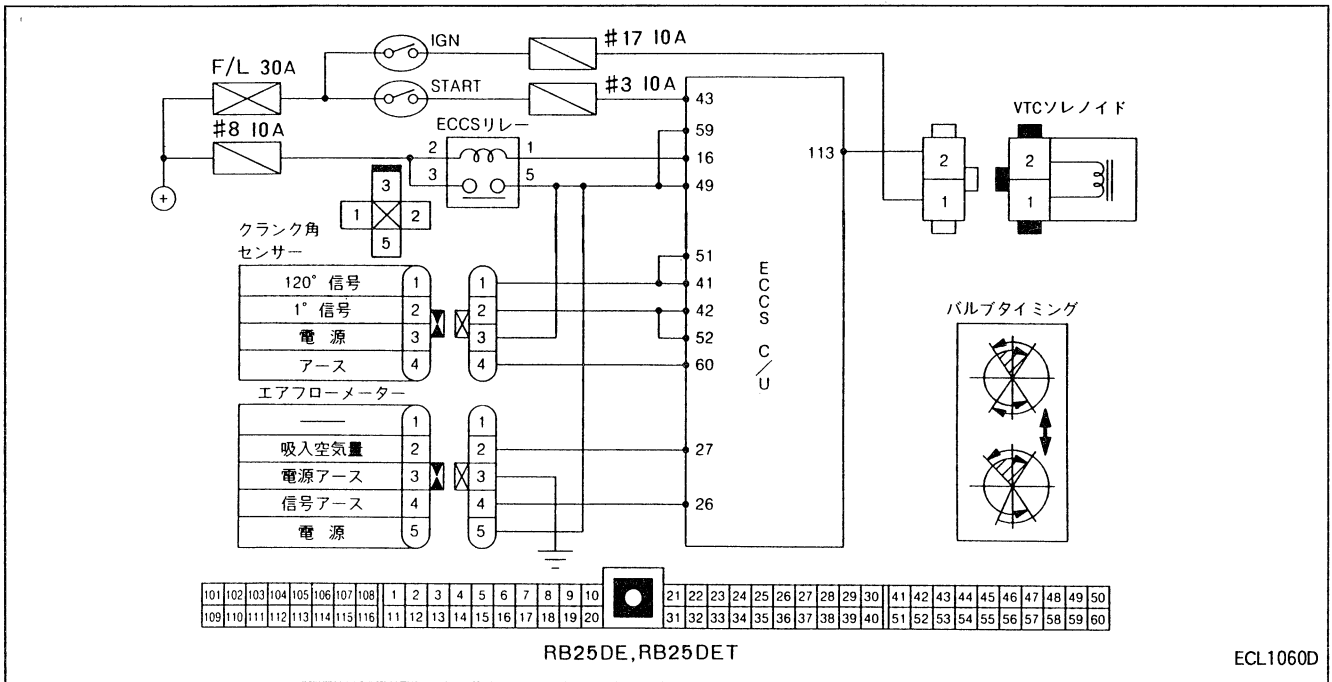 IGN
#17 10A
F/L 30A
START
#3 10A
#8 10A
ECCSリレー
2
1
3
5
3
1
2
5
43
59
16
49
113
VTCソレノイド
2
1
2
1
クランク角
センサー
120° 信号
1
1° 信号
2
電 源
3
アース
4
1
2
3
4
51
41
42
52
60
ECCS C/U
バルブタイミング
エアフローメーター
1
吸入空気量
2
電源アース
3
信号アース
4
電 源
5
1
2
3
4
5
27
26
101 102 103 104 105 106 107 108 1 2 3 4 5 6 7 8 9 10 21 22 23 24 25 26 27 28 29 30 41 42 43 44 45 46 47 48 49 50
109 110 111 112 113 114 115 116 11 12 13 14 15 16 17 18 19 20 31 32 33 34 35 36 37 38 39 40 51 52 53 54 55 56 57 58 59 60
RB25DE,RB25DET
ECL1060D